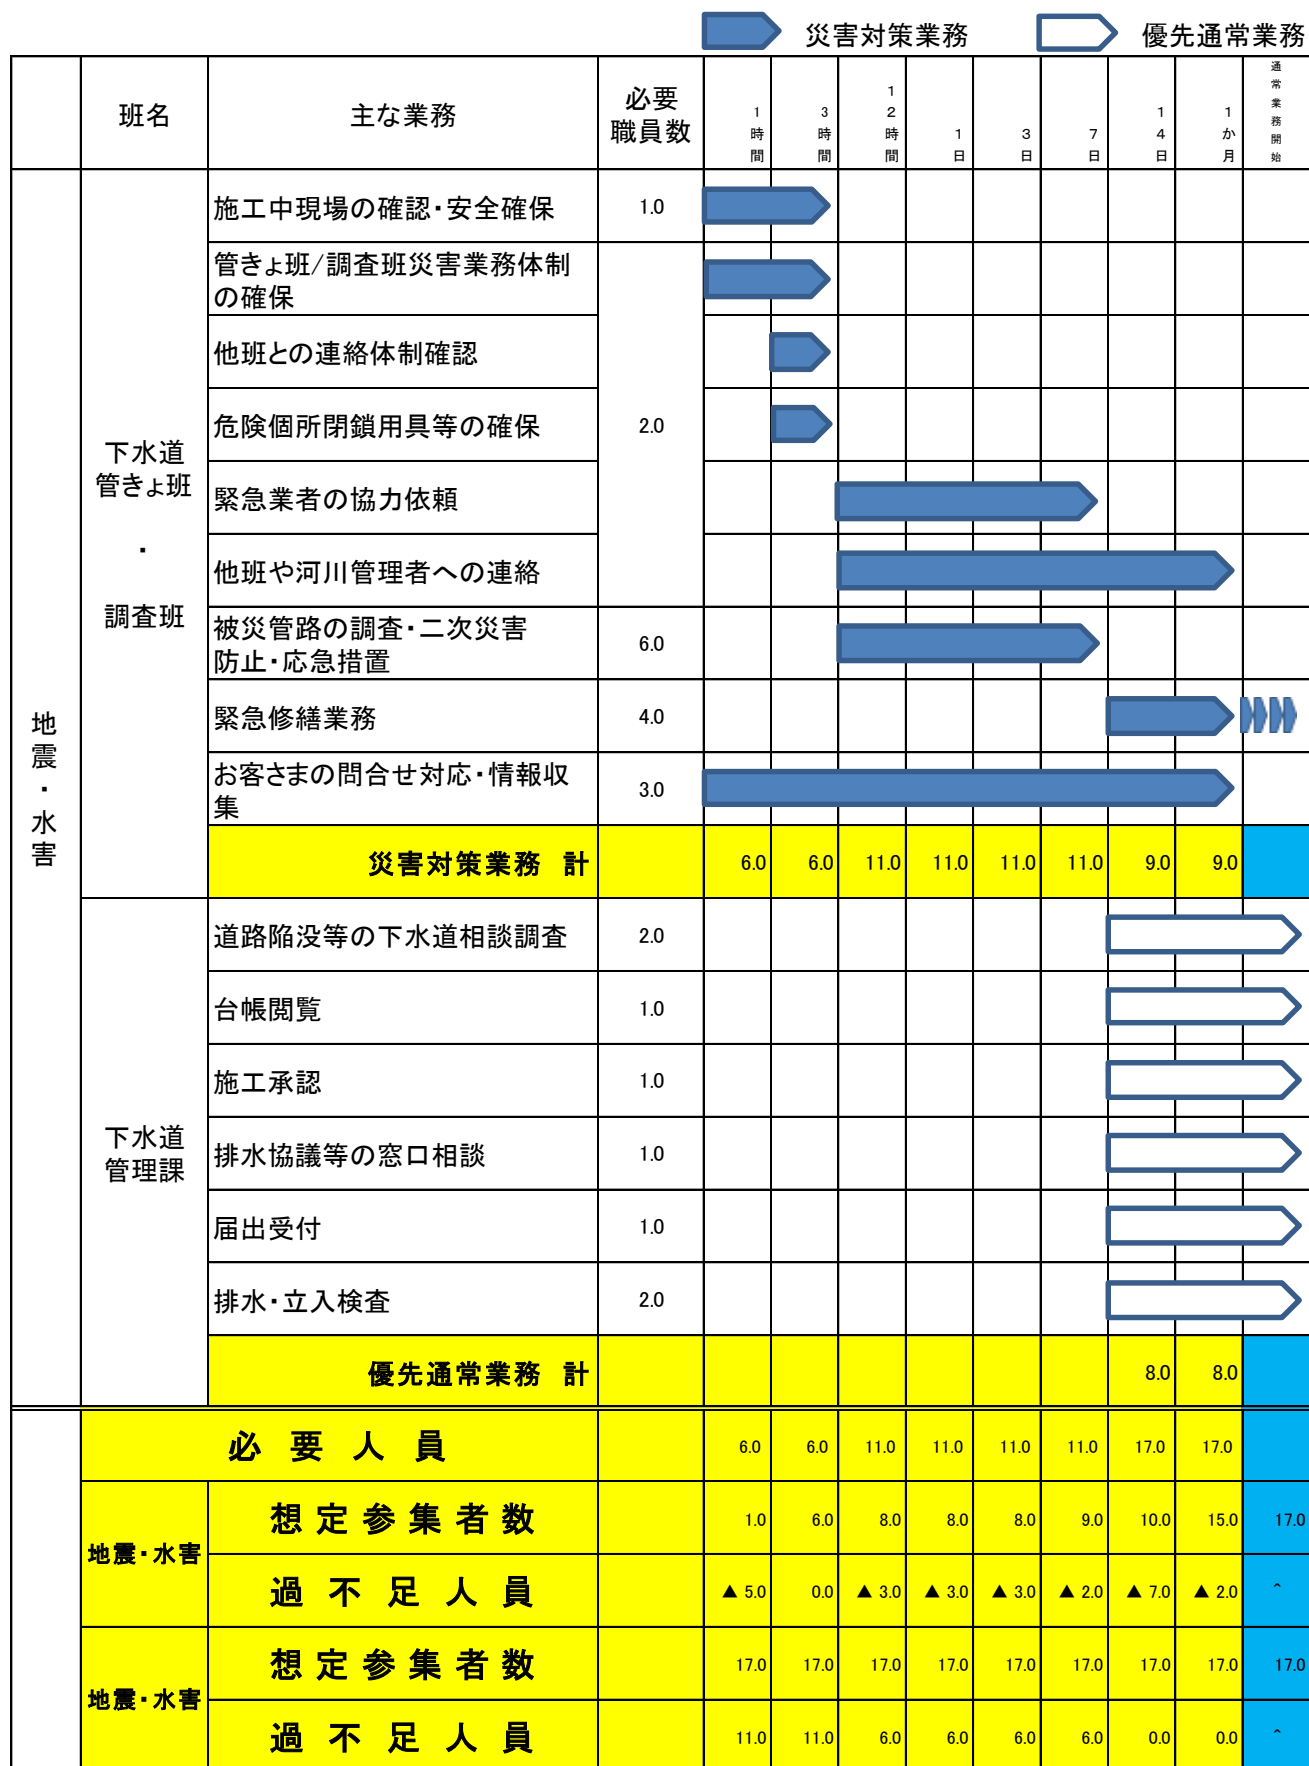 災害対策業務 優先通常業務
班名 主な業務 必要職員数 1時間 3時間 12時間 1日 3日 7日 14日 1か月 通常業務開始
地震・水害
下水道管きょ班・調査班
施工中現場の確認・安全確保 1.0
管きょ班/調査班災害業務体制
の確保
他班との連絡体制確認
危険個所閉鎖用具等の確保 2.0
緊急業者の協力依頼
他班や河川管理者への連絡
被災管路の調査・二次災害
防止・応急措置 6.0
緊急修繕業務 4.0
お客さまの問合せ対応・情報収
集 3.0
災害対策業務 計 6.0 6.0 11.0 11.0 11.0 11.0 9.0 9.0
下水道管理課
道路陥没等の下水道相談調査 2.0
台帳閲覧 1.0
施工承認 1.0
排水協議等の窓口相談 1.0
届出受付 1.0
排水・立入検査 2.0
優先通常業務 計 8.0 8.0
必要人員 6.0 6.0 11.0 11.0 11.0 11.0 17.0 17.0
地震・水害
想定参集者数 1.0 6.0 8.0 8.0 8.0 9.0 10.0 15.0 17.0
過不足人員 ▲ 5.0 0.0 ▲ 3.0 ▲ 3.0 ▲ 3.0 ▲ 2.0 ▲ 7.0 ▲ 2.0 ^
地震・水害
想定参集者数 17.0 17.0 17.0 17.0 17.0 17.0 17.0 17.0 17.0
過不足人員 11.0 11.0 6.0 6.0 6.0 6.0 0.0 0.0 ^